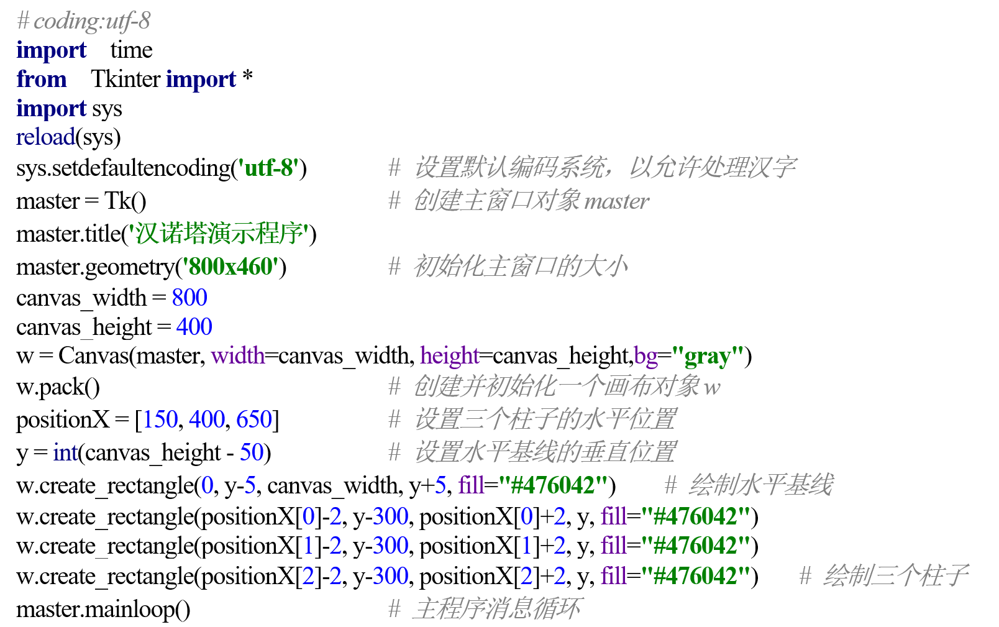 # coding:utf-8
import time
from Tkinter import *
import sys
reload(sys)
sys.setdefaultencoding('utf-8') # 设置默认编码系统，以允许处理汉字
master = Tk() # 创建主窗口对象 master
master.title('汉诺塔演示程序')
master.geometry('800x460') # 初始化主窗口的大小
canvas_width = 800
canvas_height = 400
w = Canvas(master, width=canvas_width, height=canvas_height,bg="gray")
w.pack() # 创建并初始化一个画布对象 w
positionX = [150, 400, 650] # 设置三个柱子的水平位置
y = int(canvas_height - 50) # 设置水平基线的垂直位置
w.create_rectangle(0, y-5, canvas_width, y+5, fill="#476042") # 绘制水平基线
w.create_rectangle(positionX[0]-2, y-300, positionX[0]+2, y, fill="#476042")
w.create_rectangle(positionX[1]-2, y-300, positionX[1]+2, y, fill="#476042")
w.create_rectangle(positionX[2]-2, y-300, positionX[2]+2, y, fill="#476042") # 绘制三个柱子
master.mainloop() # 主程序消息循环